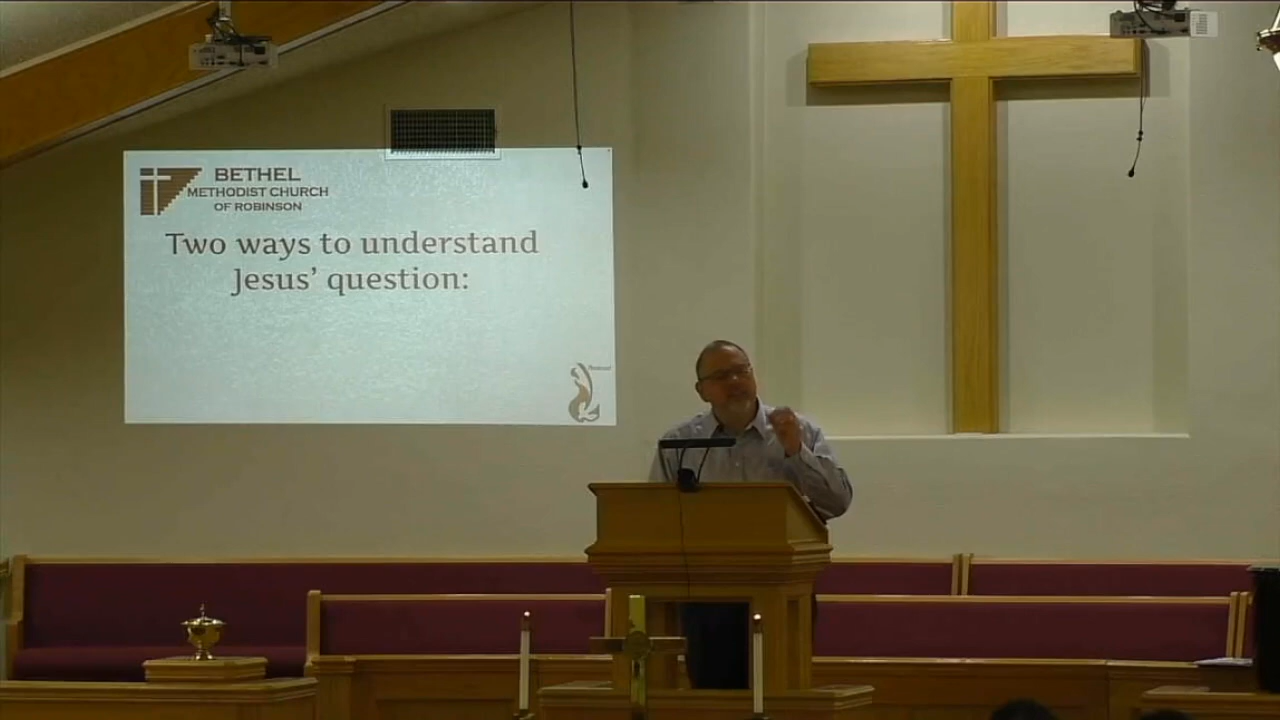 BETHEL
METHODIST CHURCH
OF ROBINSON
Two ways to understand
Jesus' question: